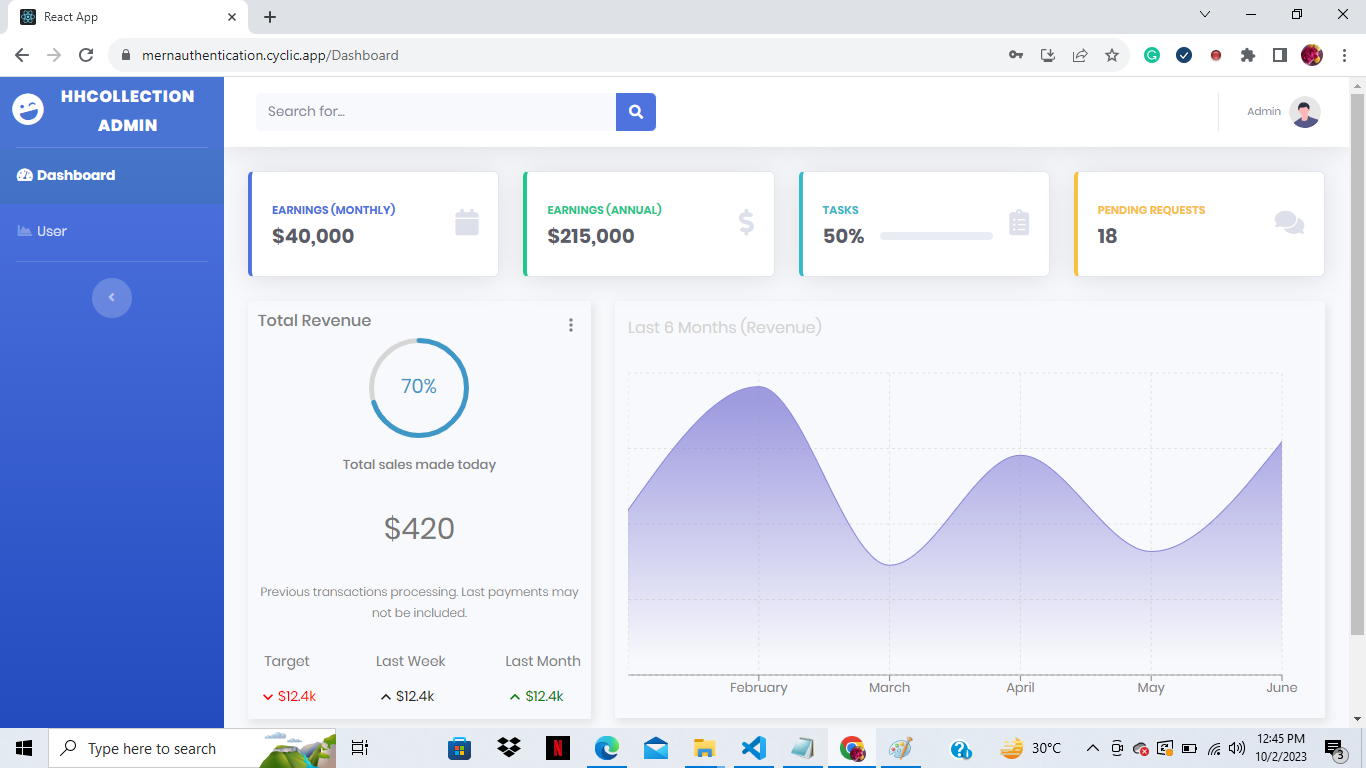 React App
mernauthentication.cyclic.app/Dashboard
HHCOLLECTION
ADMIN
Dashboard
User
Search for...
Admin
EARNINGS (MONTHLY)
$40,000
EARNINGS (ANNUAL)
$215,000
TASKS
50%
PENDING REQUESTS
18
Total Revenue
70%
Total sales made today
$420
Previous transactions processing. Last payments may
not be included.
Target Last Week Last Month
$12.4k $12.4k $12.4k
Last 6 Months (Revenue)
February March April May June
Type here to search
30°C
12:45 PM
10/2/2023
3